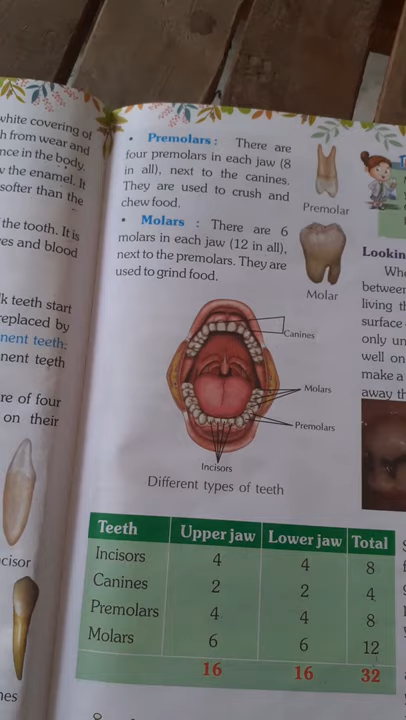 white covering of
h from wear and
nce in the body.
the enamel. It
softer than the
the tooth. It is
es and blood
k teeth start
replaced by
nent teeth.
nent teeth
re of four
on their
cisor
nes
• Premolars : There are
four premolars in each jaw (8
in all), next to the canines.
They are used to crush and
chew food.
Premolar
• Molars : There are 6
molars in each jaw (12 in all),
next to the premolars. They are
used to grind food.
Molar
Canines
Molars
Premolars
Incisors
Different types of teeth
Teeth Upper jaw Lower jaw Total
Incisors 4 4 8
Canines 2 2 4
Premolars 4 4 8
Molars 6 6 12
16 16 32
Lookin
Whe
between
living th
surface
only un
well on
make a
away th